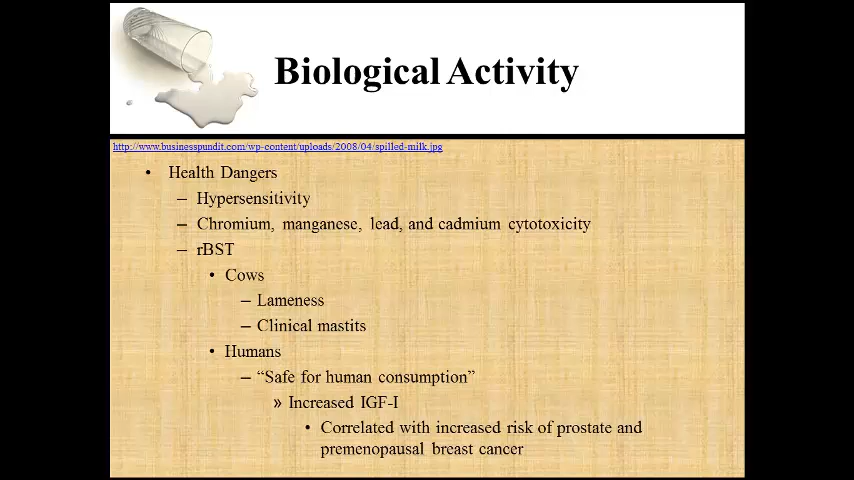 Biological Activity
http://www.businesspundit.com/wp-content/uploads/2008/04/spilled-milk.jpg
• Health Dangers
– Hypersensitivity
– Chromium, manganese, lead, and cadmium cytotoxicity
– rBST
• Cows
– Lameness
– Clinical mastits
• Humans
– “Safe for human consumption”
» Increased IGF-I
• Correlated with increased risk of prostate and
premenopausal breast cancer